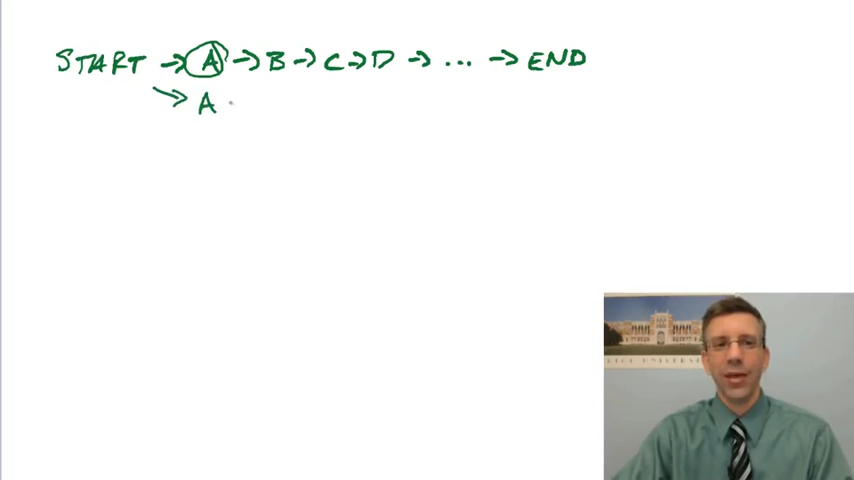 START → A → B → C → D → ... → END
→ A